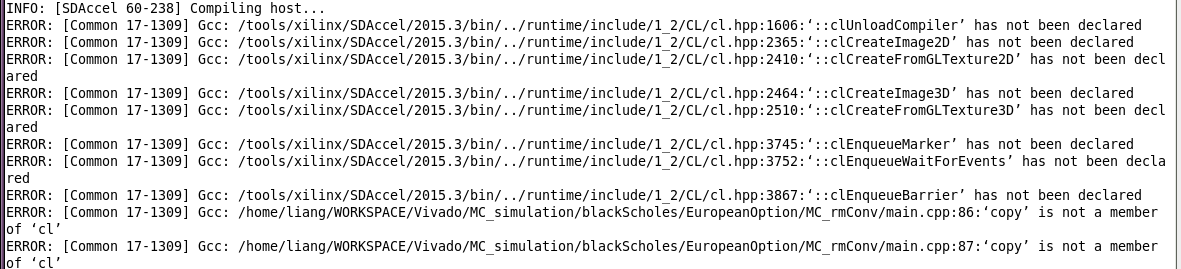 INFO: [SDAccel 60-238] Compiling host...
ERROR: [Common 17-1309] Gcc: /tools/xilinx/SDAccel/2015.3/bin/../runtime/include/1_2/CL/cl.hpp:1606:‘::clUnloadCompiler’ has not been declared
ERROR: [Common 17-1309] Gcc: /tools/xilinx/SDAccel/2015.3/bin/../runtime/include/1_2/CL/cl.hpp:2365:‘::clCreateImage2D’ has not been declared
ERROR: [Common 17-1309] Gcc: /tools/xilinx/SDAccel/2015.3/bin/../runtime/include/1_2/CL/cl.hpp:2410:‘::clCreateFromGLTexture2D’ has not been decl
ared
ERROR: [Common 17-1309] Gcc: /tools/xilinx/SDAccel/2015.3/bin/../runtime/include/1_2/CL/cl.hpp:2464:‘::clCreateImage3D’ has not been declared
ERROR: [Common 17-1309] Gcc: /tools/xilinx/SDAccel/2015.3/bin/../runtime/include/1_2/CL/cl.hpp:2510:‘::clCreateFromGLTexture3D’ has not been decl
ared
ERROR: [Common 17-1309] Gcc: /tools/xilinx/SDAccel/2015.3/bin/../runtime/include/1_2/CL/cl.hpp:3745:‘::clEnqueueMarker’ has not been declared
ERROR: [Common 17-1309] Gcc: /tools/xilinx/SDAccel/2015.3/bin/../runtime/include/1_2/CL/cl.hpp:3752:‘::clEnqueueWaitForEvents’ has not been decla
red
ERROR: [Common 17-1309] Gcc: /tools/xilinx/SDAccel/2015.3/bin/../runtime/include/1_2/CL/cl.hpp:3867:‘::clEnqueueBarrier’ has not been declared
ERROR: [Common 17-1309] Gcc: /home/liang/WORKSPACE/Vivado/MC_simulation/blackScholes/EuropeanOption/MC_rmConv/main.cpp:86:‘copy’ is not a member
of ‘cl’
ERROR: [Common 17-1309] Gcc: /home/liang/WORKSPACE/Vivado/MC_simulation/blackScholes/EuropeanOption/MC_rmConv/main.cpp:87:‘copy’ is not a member
of ‘cl’